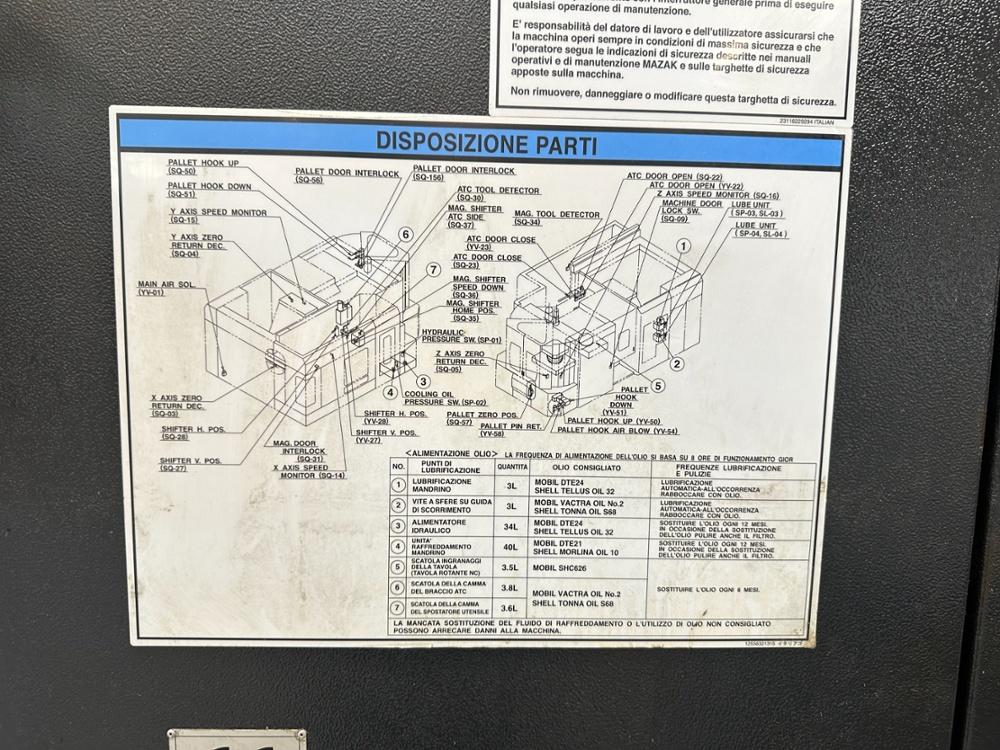 qualsiasi operazione di manutenzione.
E' responsabilità del datore di lavoro e dell'utilizzatore assicurarsi che
la macchina operi sempre in condizioni di massima sicurezza e che
l'operatore segua le indicazioni di sicurezza descritte nei manuali
operativi e di manutenzione MAZAK e sulle targhette di sicurezza
apposte sulla macchina.
Non rimuovere, danneggiare o modificare questa targhetta di sicurezza.
ITALIAN
DISPOSIZIONE PARTI
PALLET HOOK UP
(SQ-50)
PALLET HOOK DOWN
(SQ-51)
Y AXIS SPEED MONITOR
(SQ-15)
Y AXIS ZERO
RETURN DEC.
(SQ-04)
MAIN AIR SOL.
(YV-01)
X AXIS ZERO
RETURN DEC.
(SQ-03)
SHIFTER H. POS.
(SQ-28)
SHIFTER V. POS.
(SQ-27)
PALLET DOOR INTERLOCK
(SQ-56)
PALLET DOOR INTERLOCK
(SQ-156)
ATC TOOL DETECTOR
(SQ-30)
MAG. SHIFTER
ATC SIDE
(SQ-37)
6
ATC DOOR CLOSE
(YV-23)
ATC DOOR CLOSE
(SQ-23)
7
MAG. SHIFTER
SPEED DOWN
(SQ-36)
MAG. SHIFTER
HOME POS.
(SQ-35)
HYDRAULIC
PRESSURE SW. (SP-01)
Z AXIS ZERO
RETURN DEC.
(SQ-05)
3
4
COOLING OIL
PRESSURE SW. (SP-02)
SHIFTER H. POS.
(YV-28)
SHIFTER V. POS.
(YV-27)
MAG. DOOR
INTERLOCK
(SQ-31)
X AXIS SPEED
MONITOR (SQ-14)
MAG. TOOL DETECTOR
(SQ-34)
ATC DOOR OPEN (SQ-22)
ATC DOOR OPEN (YV-22)
Z AXIS SPEED MONITOR (SQ-16)
MACHINE DOOR
LOCK SW.
(SQ-09)
LUBE UNIT
(SP-03, SL-03)
LUBE UNIT
(SP-04, SL-04)
1
2
5
PALLET
HOOK
DOWN
(YV-51)
PALLET ZERO POS.
(SQ-57)
PALLET HOOK UP (YV-50)
PALLET PIN RET.
(YV-58)
PALLET HOOK AIR BLOW (YV-54)
<ALIMENTAZIONE OLIO> LA FREQUENZA DI ALIMENTAZIONE DELL'OLIO SI BASA SU 8 ORE DI FUNZIONAMENTO GIOR
NO. PUNTI DI LUBRIFICAZIONE QUANTITA OLIO CONSIGLIATO FREQUENZE LUBRIFICAZIONE E PULIZIE
1 LUBRIFICAZIONE MANDRINO 3L MOBIL DTE24 SHELL TELLUS OIL 32 LUBRIFICAZIONE AUTOMATICA-ALL'OCCORRENZA RABBOCCARE CON OLIO.
2 VITE A SFERE SU GUIDA DI SCORRIMENTO 3L MOBIL VACTRA OIL No.2 SHELL TONNA OIL S68 LUBRIFICAZIONE AUTOMATICA-ALL'OCCORRENZA RABBOCCARE CON OLIO.
3 ALIMENTATORE IDRAULICO 34L MOBIL DTE24 SHELL TELLUS OIL 32 SOSTITUIRE L'OLIO OGNI 12 MESI. IN OCCASIONE DELLA SOSTITUZIONE DELL'OLIO PULIRE ANCHE IL FILTRO.
4 UNITA' RAFFREDDAMENTO MANDRINO 40L MOBIL DTE21 SHELL MORLINA OIL 10 SOSTITUIRE L'OLIO OGNI 12 MESI. IN OCCASIONE DELLA SOSTITUZIONE DELL'OLIO PULIRE ANCHE IL FILTRO.
5 SCATOLA INGRANAGGI DELLA TAVOLA (TAVOLA ROTANTE NC) 3.5L MOBIL SHC626
6 SCATOLA DELLA CAMMA DEL BRACCIO ATC 3.8L MOBIL VACTRA OIL No.2 SHELL TONNA OIL S68 SOSTITUIRE L'OLIO OGNI 6 MESI.
7 SCATOLA DELLA CAMMA DEL SPOSTATORE UTENSILE 3.6L
LA MANCATA SOSTITUZIONE DEL FLUIDO DI RAFFREDDAMENTO O L'UTILIZZO DI OLIO NON CONSIGLIATO
POSSONO ARRECARE DANNI ALLA MACCHINA.
イタリアゴ